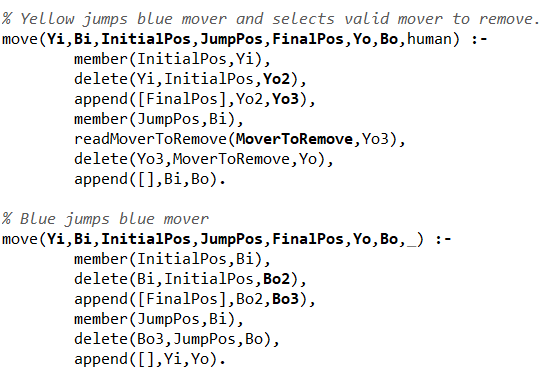 % Yellow jumps blue mover and selects valid mover to remove.
move(Yi,Bi,InitialPos,JumpPos,FinalPos,Yo,Bo,human) :-
        member(InitialPos,Yi),
        delete(Yi,InitialPos,Yo2),
        append([FinalPos],Yo2,Yo3),
        member(JumpPos,Bi),
        readMoverToRemove(MoverToRemove,Yo3),
        delete(Yo3,MoverToRemove,Yo),
        append([],Bi,Bo).

% Blue jumps blue mover
move(Yi,Bi,InitialPos,JumpPos,FinalPos,Yo,Bo,_) :-
        member(InitialPos,Bi),
        delete(Bi,InitialPos,Bo2),
        append([FinalPos],Bo2,Bo3),
        member(JumpPos,Bi),
        delete(Bo3,JumpPos,Bo),
        append([],Yi,Yo).